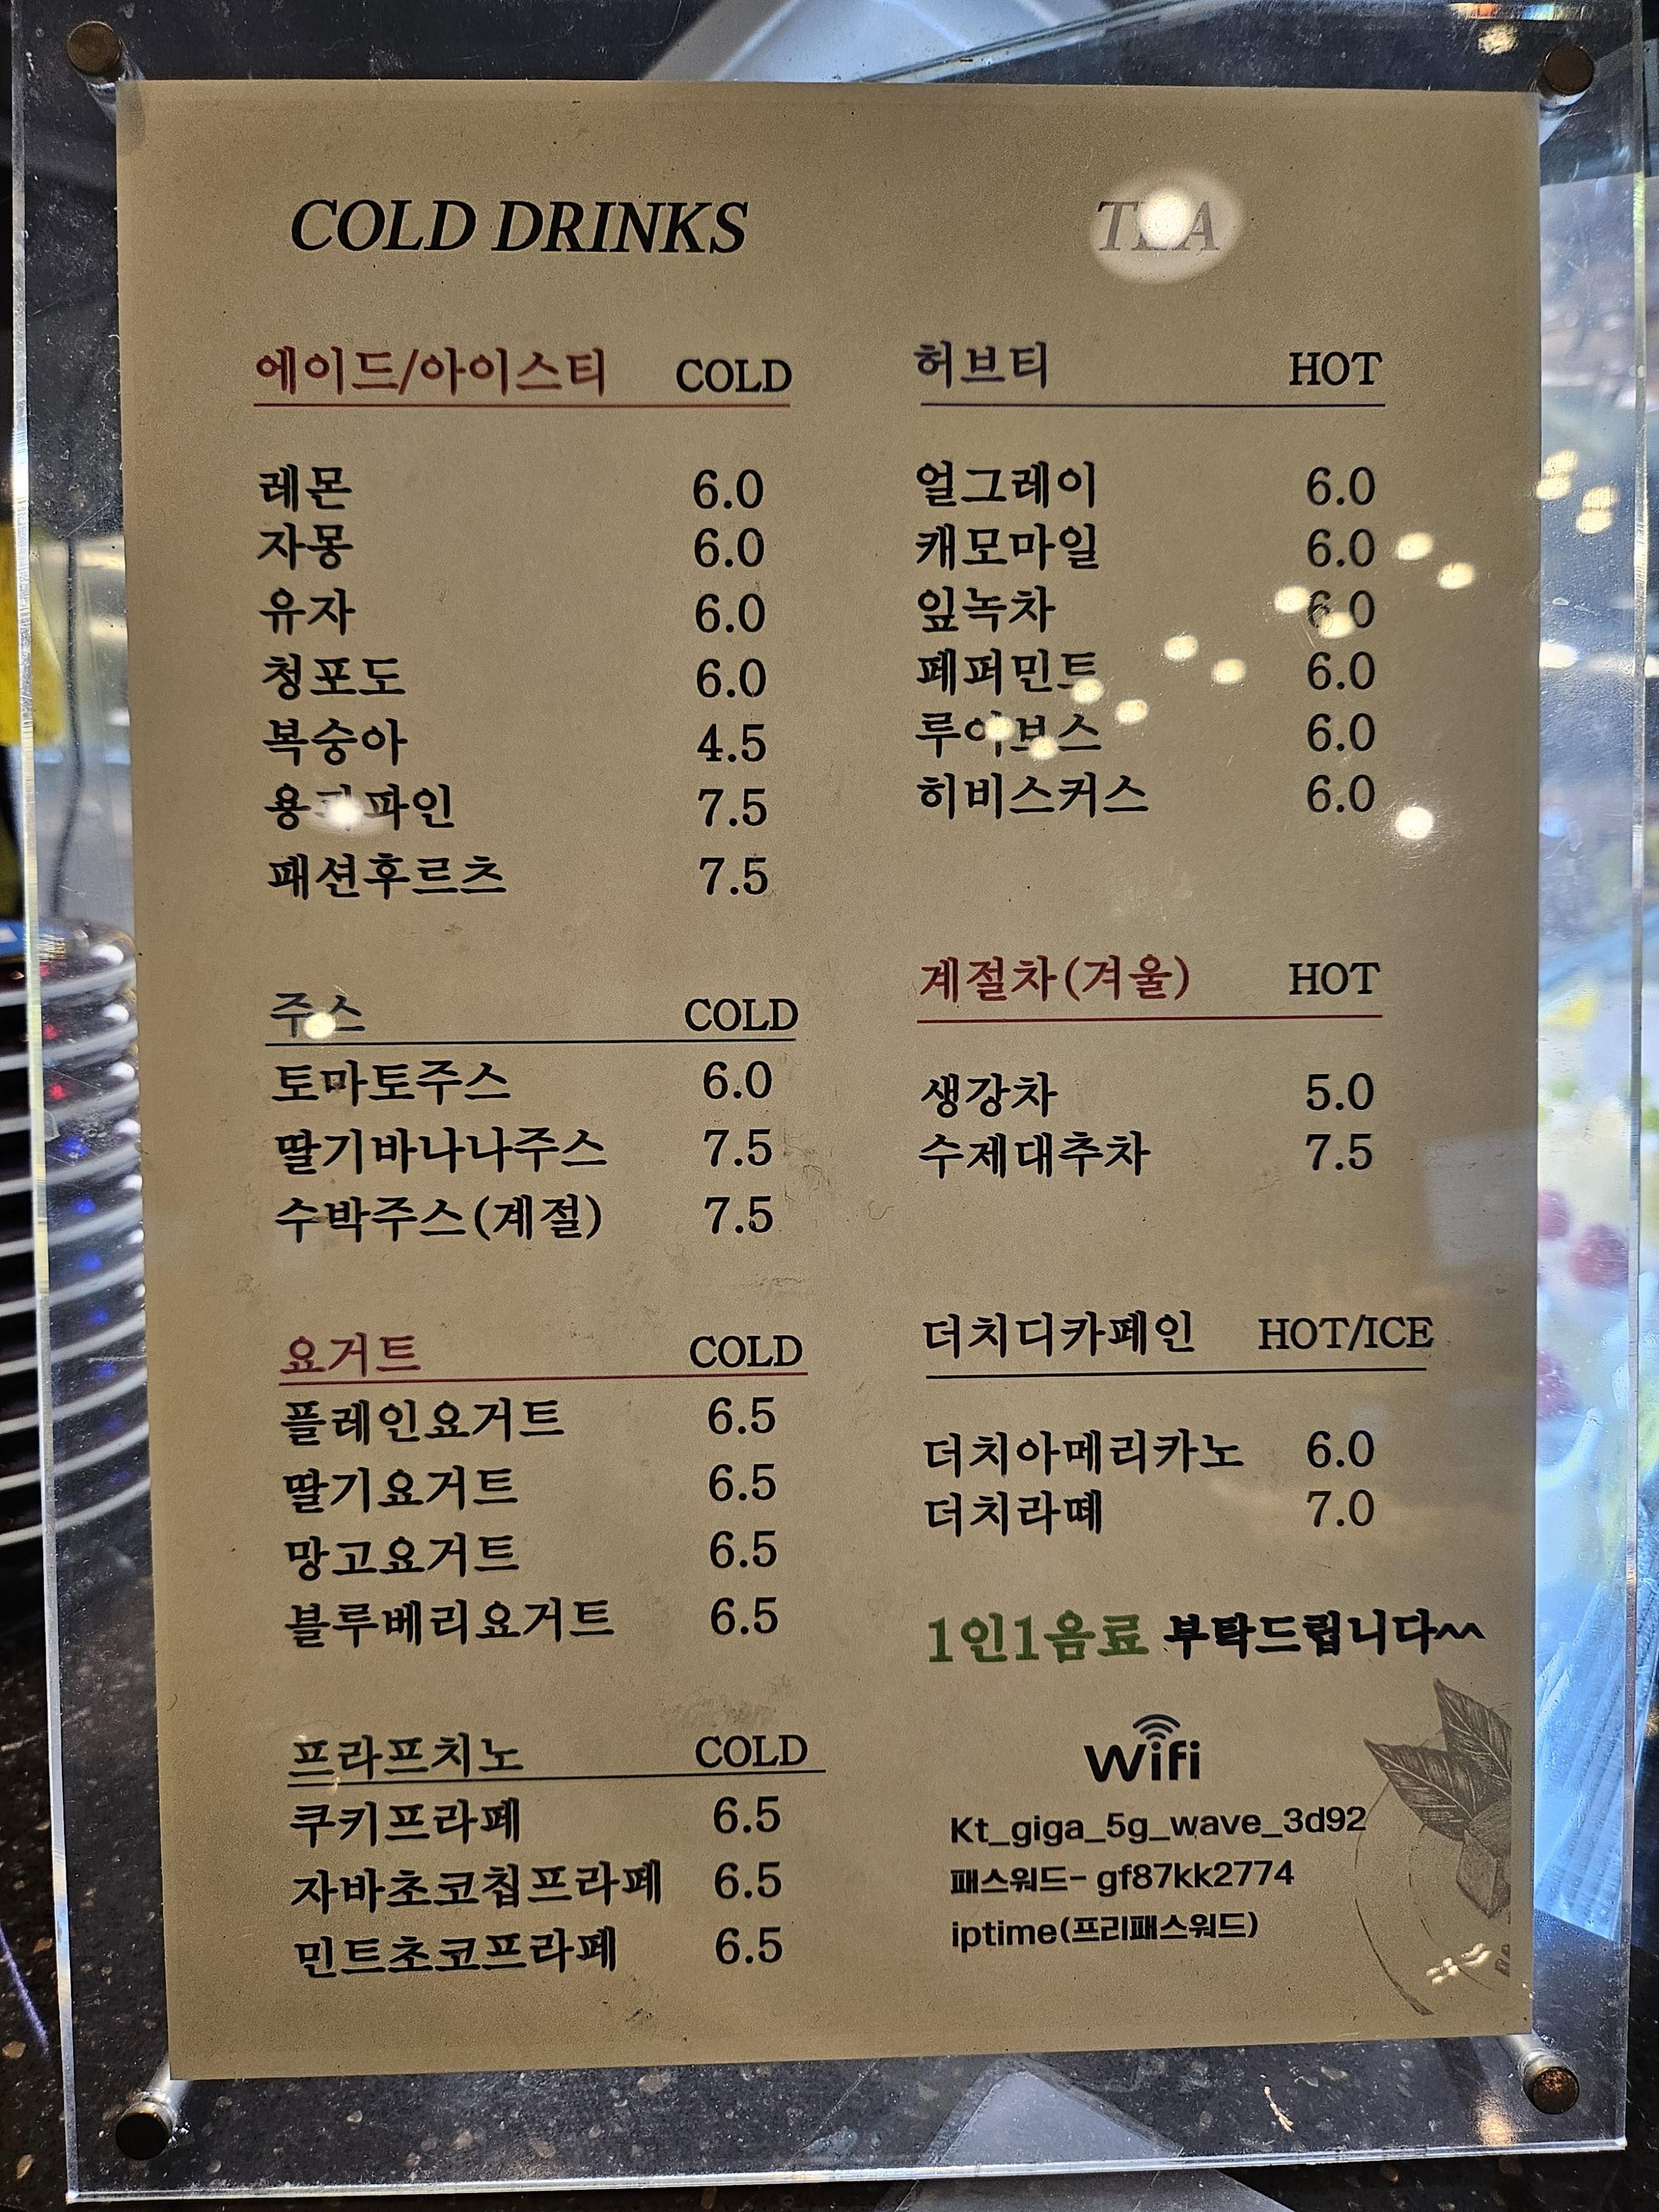 COLD DRINKS
에이드/아이스티 COLD
레몬 6.0
자몽 6.0
유자 6.0
청포도 6.0
복숭아 4.5
7.5
패션후르츠 7.5
주스 COLD
토마토주스 6.0
딸기바나나주스 7.5
수박주스(계절) 7.5
요거트 COLD
플레인요거트 6.5
딸기요거트 6.5
망고요거트 6.5
블루베리요거트 6.5
프라프치노 COLD
쿠키프라페 6.5
자바초코칩프라페 6.5
민트초코프라페 6.5
TEA
허브티 HOT
얼그레이 6.0
캐모마일 6.0
잎녹차 6.0
페퍼민트 6.0
루이보스 6.0
히비스커스 6.0
계절차(겨울) HOT
생강차 5.0
수제대추차 7.5
더치디카페인 HOT/ICE
더치아메리카노 6.0
더치라떼 7.0
1인1음료 부탁드립니다^^
Wifi
Kt_giga_5g_wave_3d92
패스워드- gf87kk2774
iptime(프리패스워드)